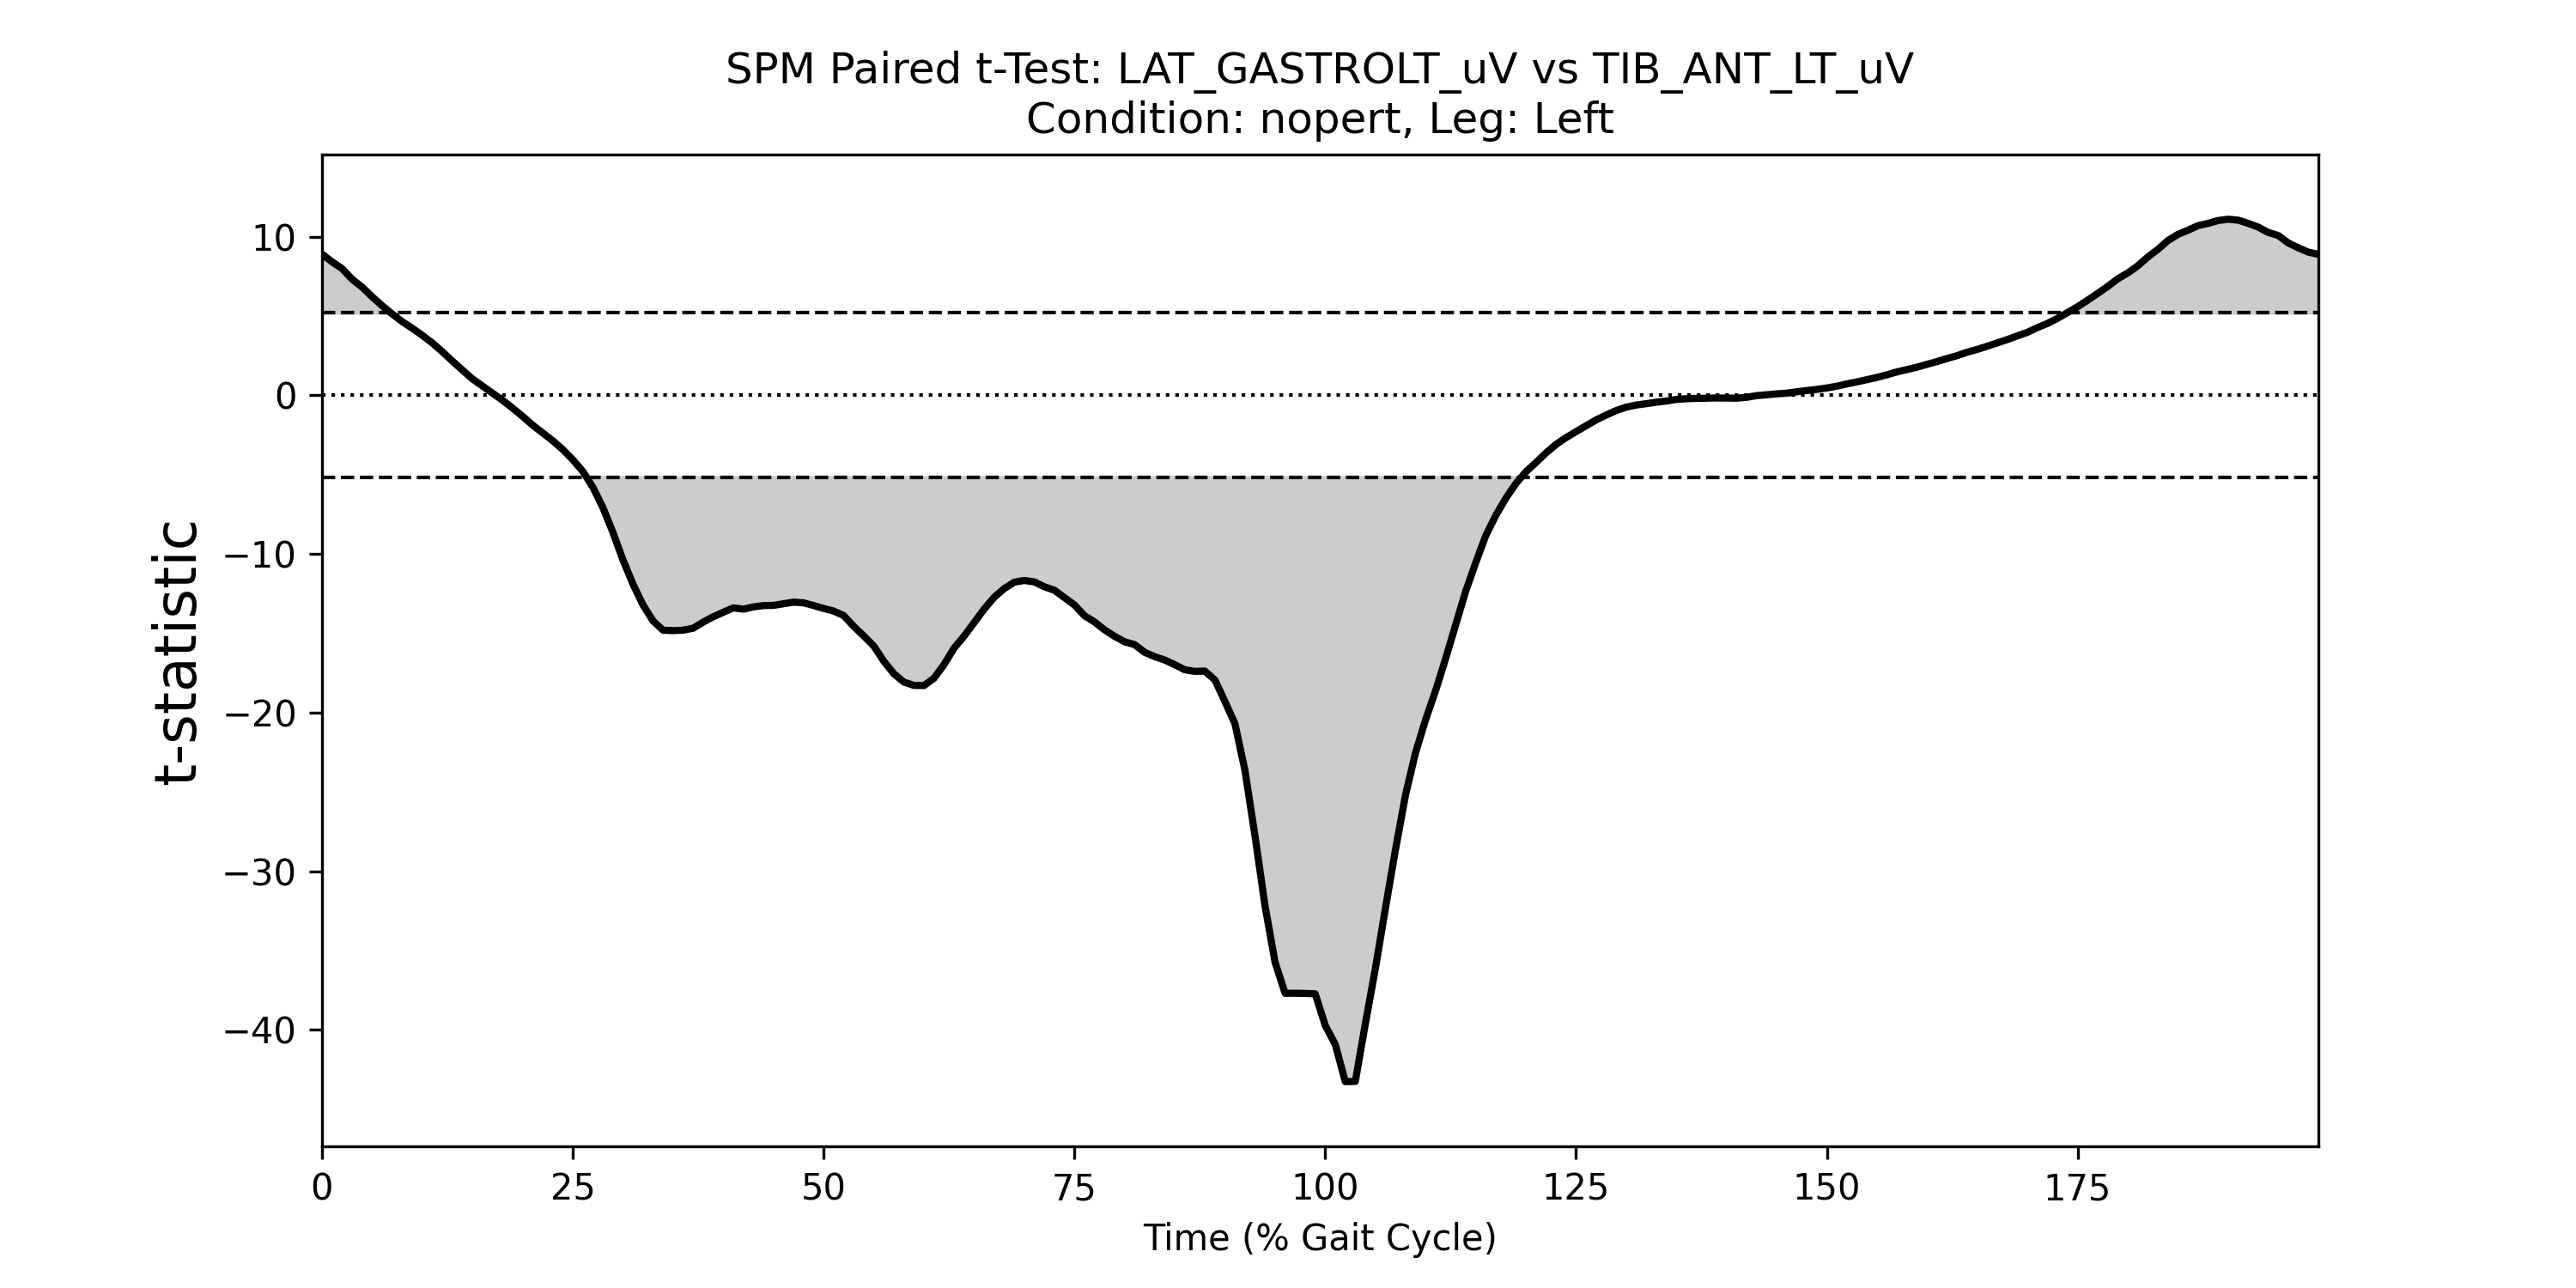 SPM Paired t-Test: LAT_GASTROLT_uV vs TIB_ANT_LT_uV
Condition: nopert, Leg: Left
t-statistic
10
0
−10
−20
−30
−40
0 25 50 75 100 125 150 175
Time (% Gait Cycle)